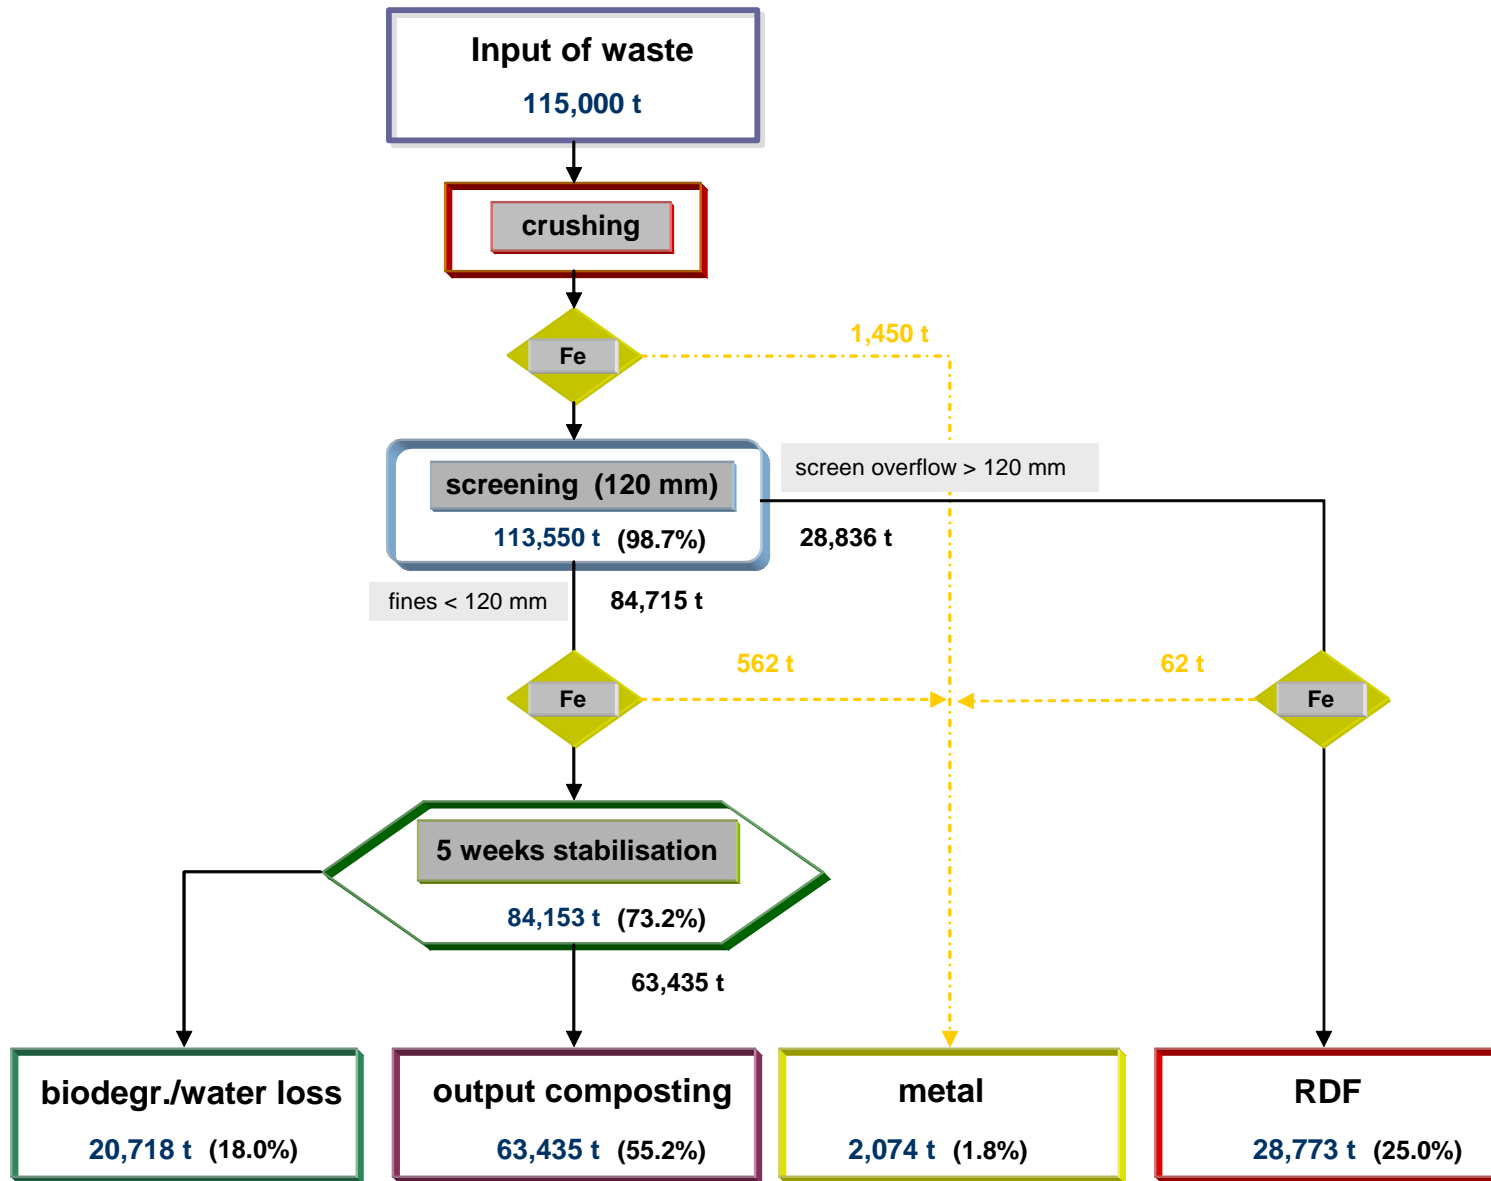 Input of waste
115,000 t
crushing
1,450 t
Fe
screen overflow > 120 mm
screening (120 mm)
113,550 t (98.7%)
28,836 t
fines < 120 mm
84,715 t
562 t
62 t
Fe
Fe
5 weeks stabilisation
84,153 t (73.2%)
63,435 t
biodegr./water loss
20,718 t (18.0%)
output composting
63,435 t (55.2%)
metal
2,074 t (1.8%)
RDF
28,773 t (25.0%)